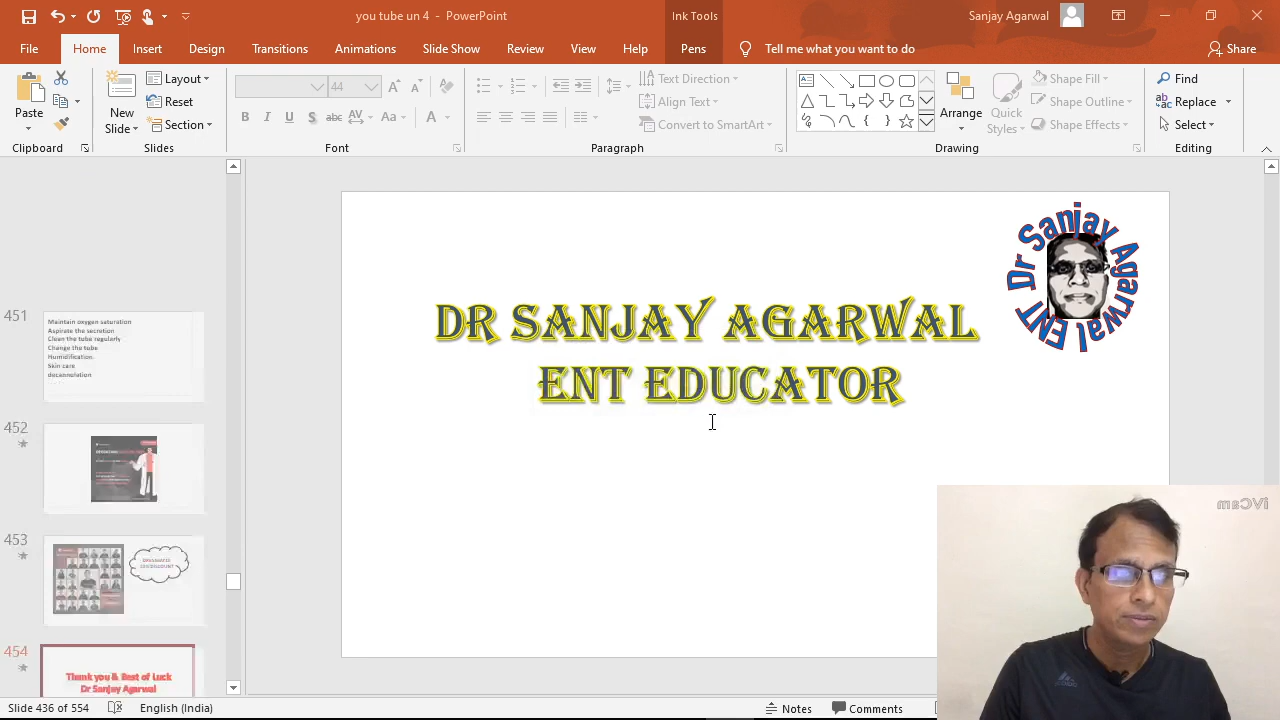 you tube un 4 - PowerPoint
Ink Tools
Sanjay Agarwal
File Home Insert Design Transitions Animations Slide Show Review View Help Pens Tell me what you want to do Share
Paste
New
Slide
Layout
Reset
Section
44
B I U S abc AV Aa A
Text Direction
Align Text
Convert to SmartArt
Arrange
Quick
Styles
Shape Fill
Shape Outline
Shape Effects
Find
Replace
Select
Clipboard Slides Font Paragraph Drawing Editing
451
Maintain oxygen saturation
Aspirate the secretion
Clean the tube regularly
Change the tube
Humidification
Skin care
decannulation
452
453
454
Thank you & Best of Luck
Dr Sanjay Agarwal
DR SANJAY AGARWAL
ENT EDUCATOR
Dr Sanjay Agarwal ENT
iVCam
Slide 436 of 554 English (India) Notes Comments